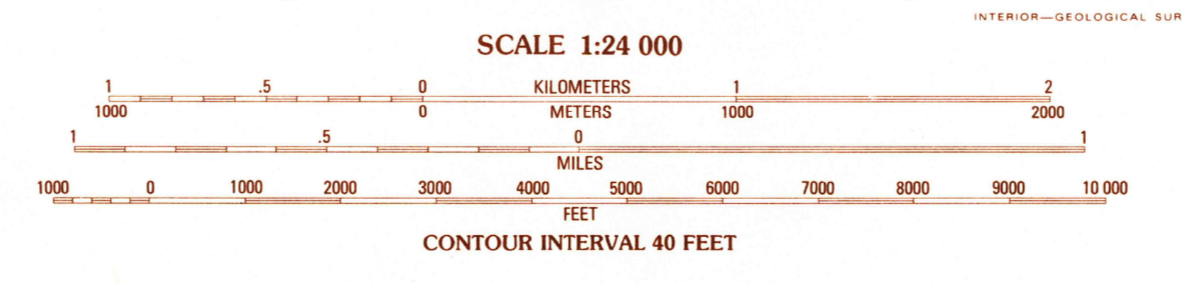 INTERIOR—GEOLOGICAL SUR
SCALE 1:24 000
1 .5 0 KILOMETERS 1 2
1000 0 METERS 1000 2000
1 .5 0 1
MILES
1000 0 1000 2000 3000 4000 5000 6000 7000 8000 9000 10 000
FEET
CONTOUR INTERVAL 40 FEET